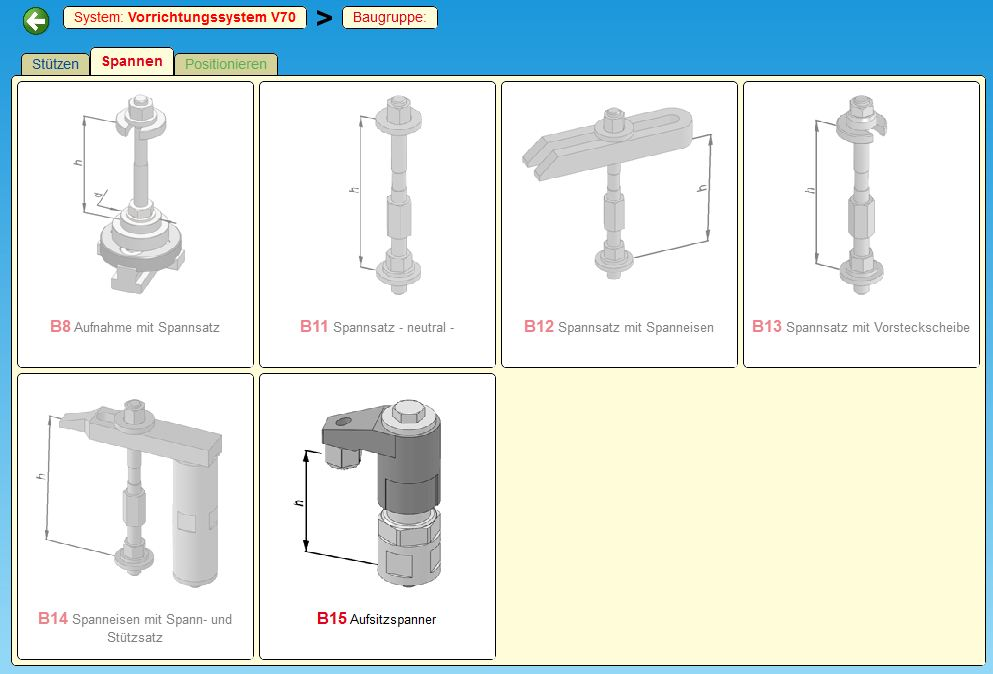 System: Vorrichtungssystem V70 > Baugruppe:
Stützen Spannen Positionieren
h
d
h
h
h
B8 Aufnahme mit Spannsatz
B11 Spannsatz - neutral -
B12 Spannsatz mit Spanneisen
B13 Spannsatz mit Vorsteckscheibe
h
h
B14 Spanneisen mit Spann- und
Stützsatz
B15 Aufsitzspanner